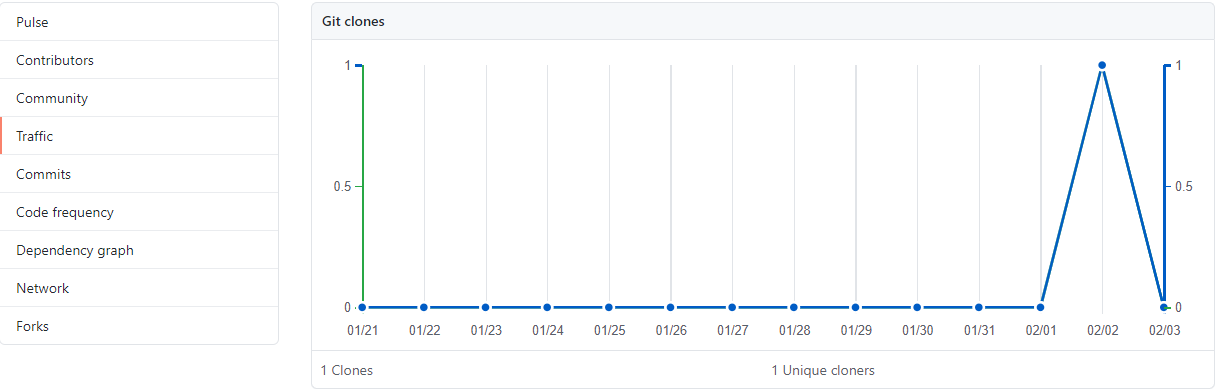 Pulse
Contributors
Community
Traffic
Commits
Code frequency
Dependency graph
Network
Forks
Git clones
1 1
0.5 0.5
0 0
01/21 01/22 01/23 01/24 01/25 01/26 01/27 01/28 01/29 01/30 01/31 02/01 02/02 02/03
1 Clones 1 Unique cloners